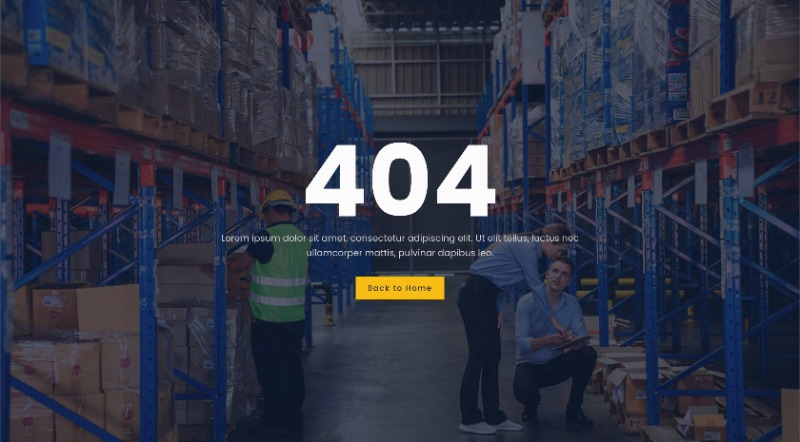 404
Lorem ipsum dolor sit amet, consectetur adipiscing elit. Ut elit tellus, luctus nec
ullamcorper mattis, pulvinar dapibus leo.
Back to Home